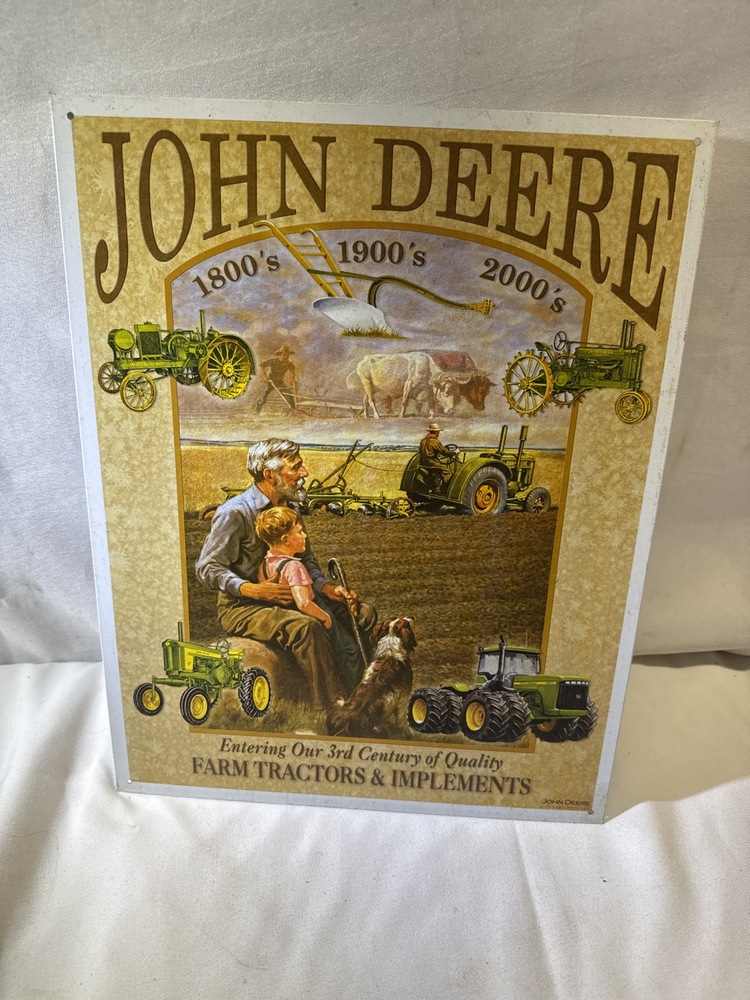 JOHN DEERE
1800's 1900's 2000's
Entering Our 3rd Century of Quality
FARM TRACTORS & IMPLEMENTS
JOHN DEERE